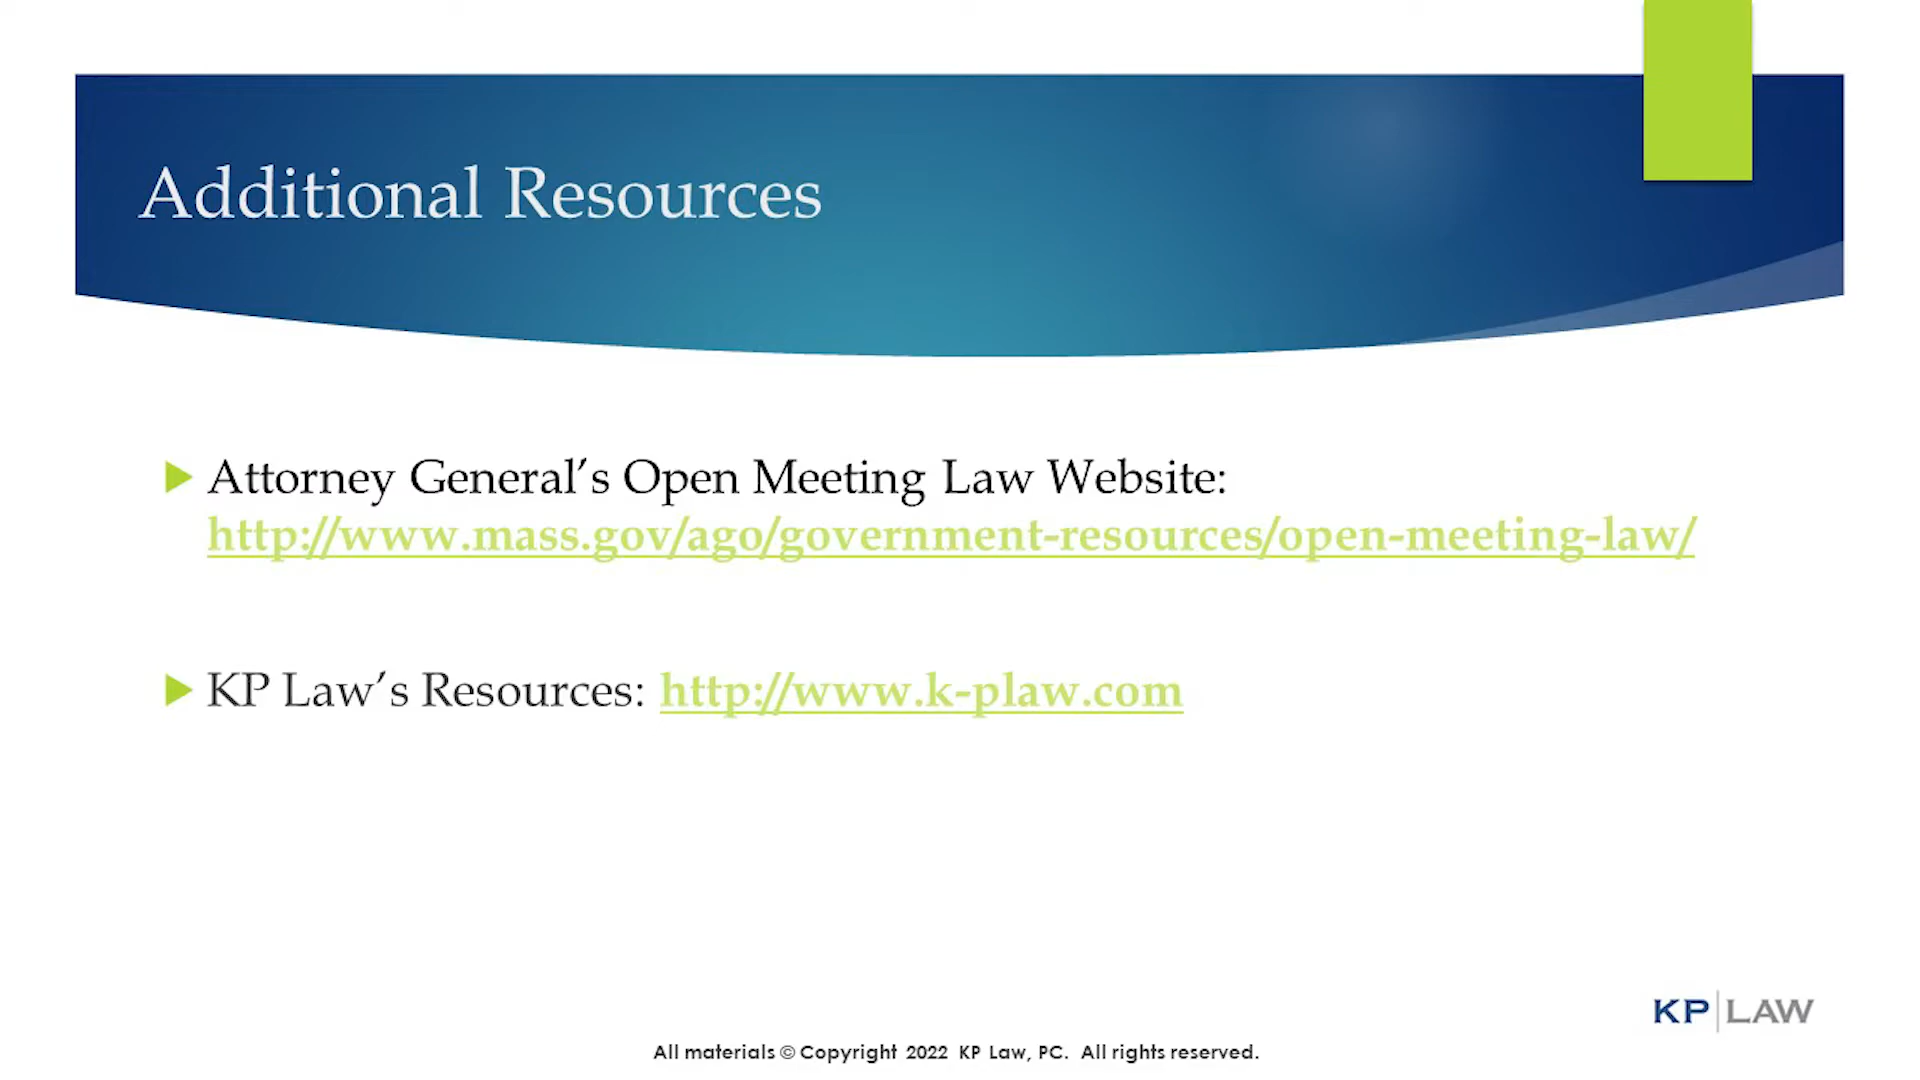 Additional Resources
Attorney General’s Open Meeting Law Website:
http://www.mass.gov/ago/government-resources/open-meeting-law/
KP Law’s Resources: http://www.k-plaw.com
KP LAW
All materials © Copyright 2022 KP Law, PC. All rights reserved.